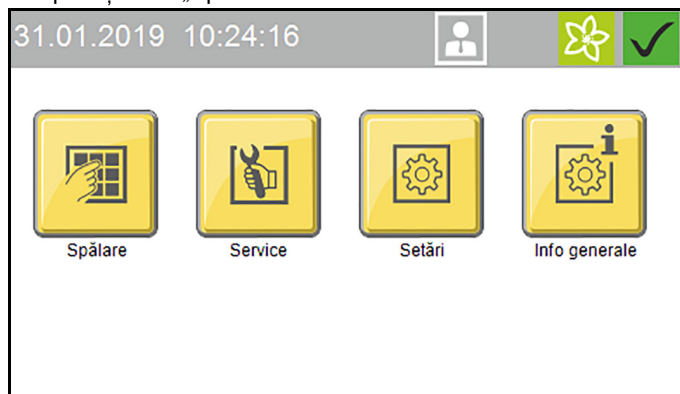 31.01.2019 10:24:16
Spălare
Service
Setări
Info generale